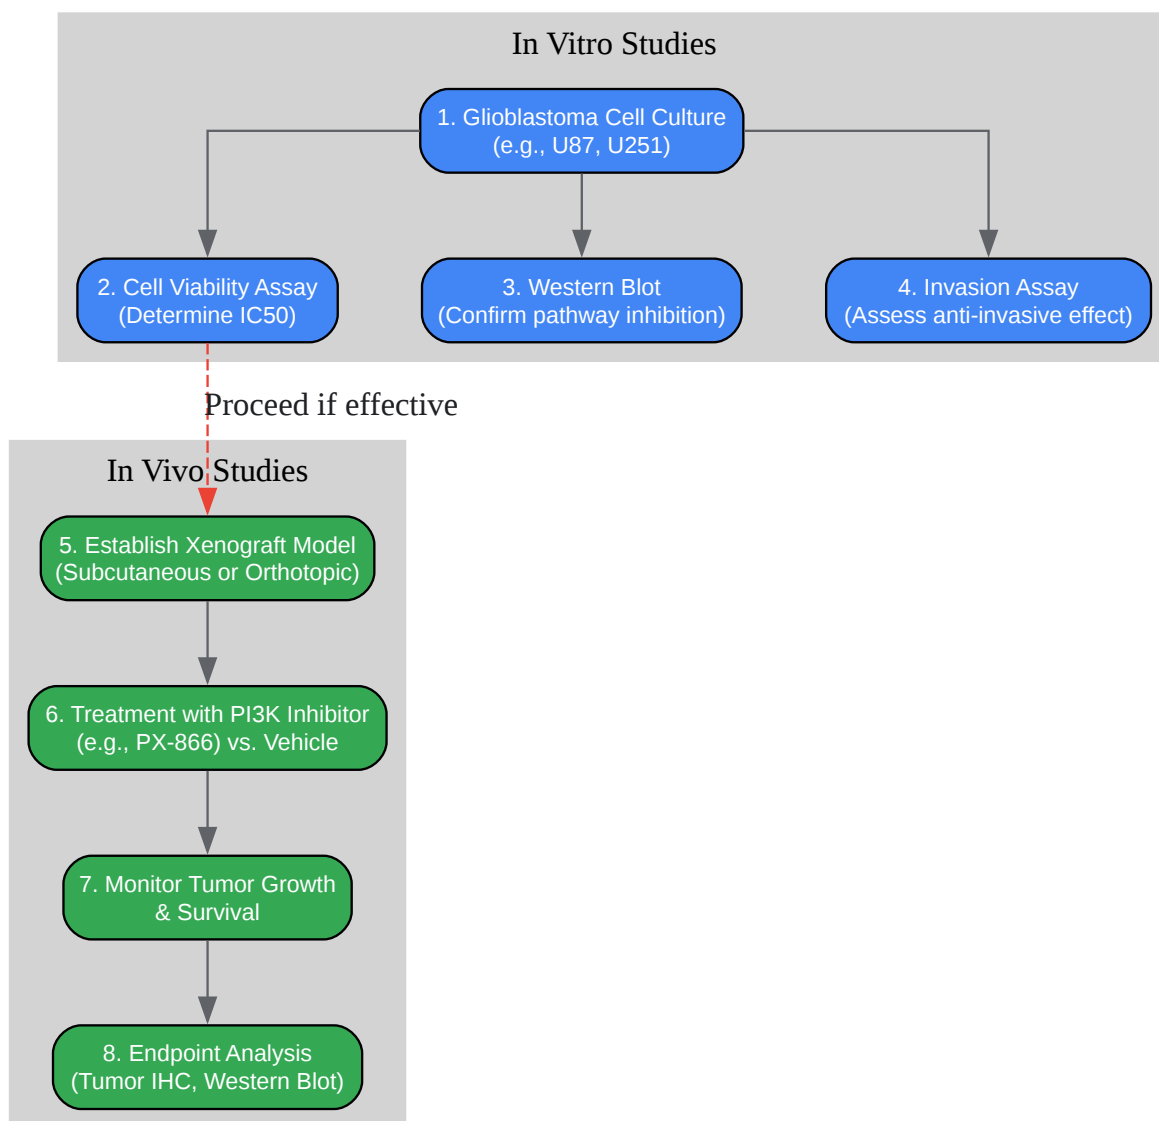 In Vitro Studies
1. Glioblastoma Cell Culture
(e.g., U87, U251)
2. Cell Viability Assay
(Determine IC50)
3. Western Blot
(Confirm pathway inhibition)
4. Invasion Assay
(Assess anti-invasive effect)
Proceed if effective
In Vivo Studies
5. Establish Xenograft Model
(Subcutaneous or Orthotopic)
6. Treatment with PI3K Inhibitor
(e.g., PX-866) vs. Vehicle
7. Monitor Tumor Growth
& Survival
8. Endpoint Analysis
(Tumor IHC, Western Blot)